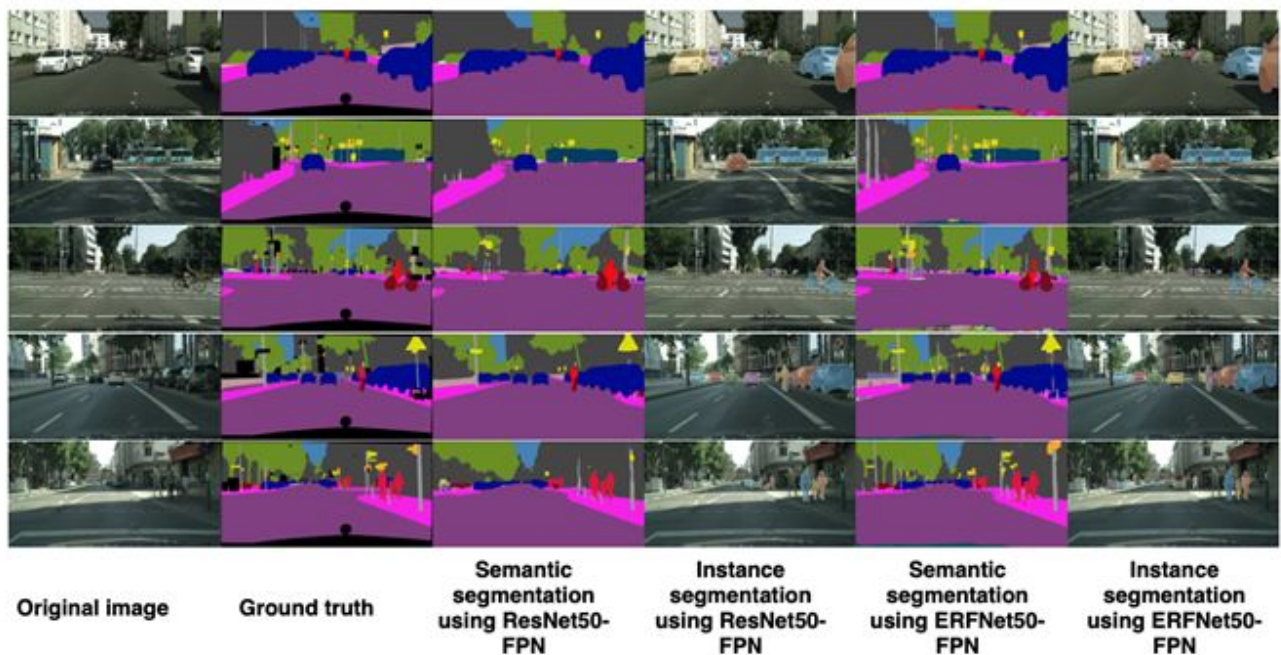 Original image
Ground truth
Semantic
segmentation
using ResNet50-
FPN
Instance
segmentation
using ResNet50-
FPN
Semantic
segmentation
using ERFNet50-
FPN
Instance
segmentation
using ERFNet50-
FPN